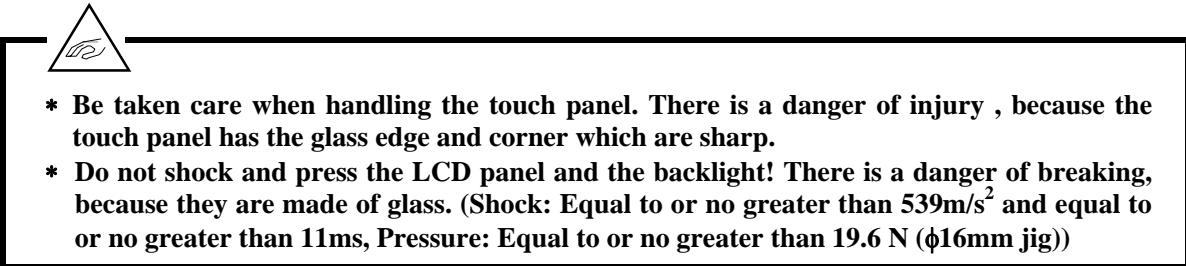 * Be taken care when handling the touch panel. There is a danger of injury , because the
touch panel has the glass edge and corner which are sharp.
* Do not shock and press the LCD panel and the backlight! There is a danger of breaking,
because they are made of glass. (Shock: Equal to or no greater than 539m/s² and equal to
or no greater than 11ms, Pressure: Equal to or no greater than 19.6 N (ϕ16mm jig))